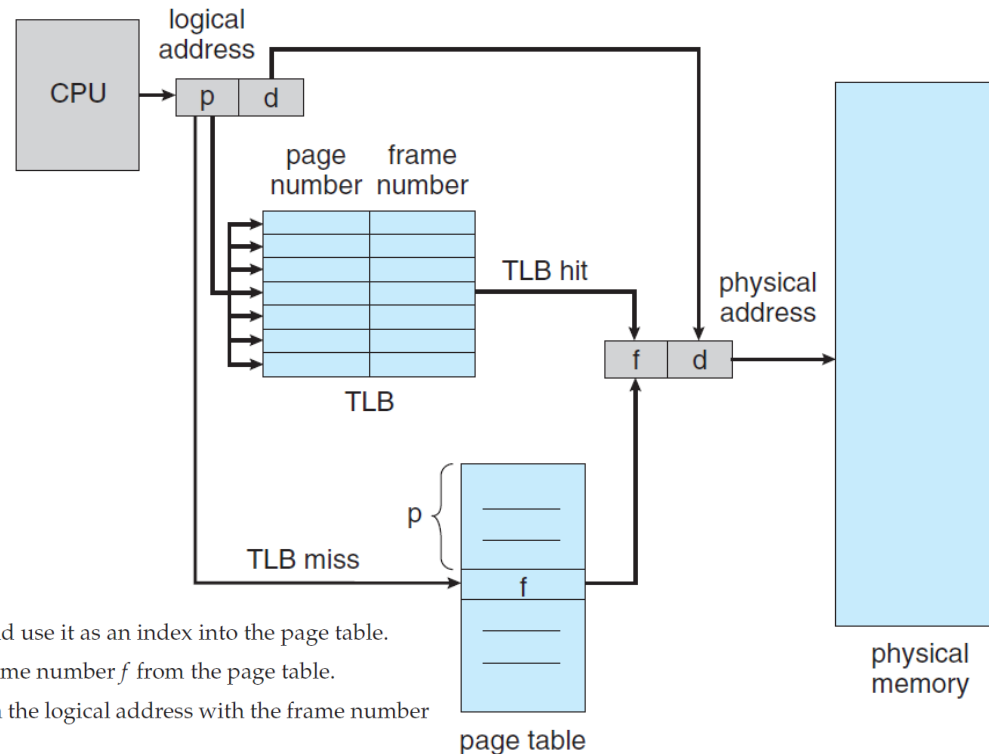 logical
address
CPU
p d
page frame
number number
TLB hit
physical
address
f d
TLB
p
TLB miss
f
nd use it as an index into the page table.
me number f from the page table.
the logical address with the frame number
physical
memory
page table